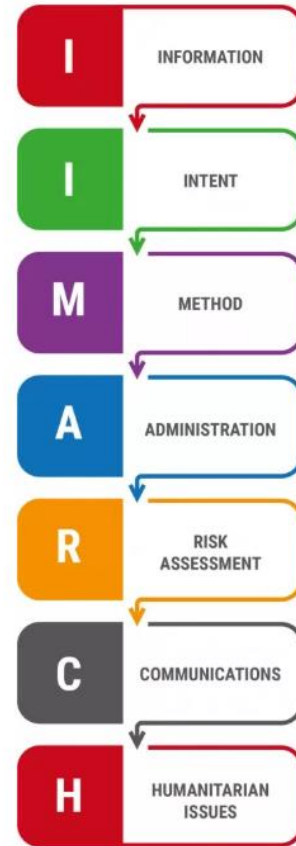 I
INFORMATION
I
INTENT
M
METHOD
A
ADMINISTRATION
R
RISK
ASSESSMENT
C
COMMUNICATIONS
H
HUMANITARIAN
ISSUES